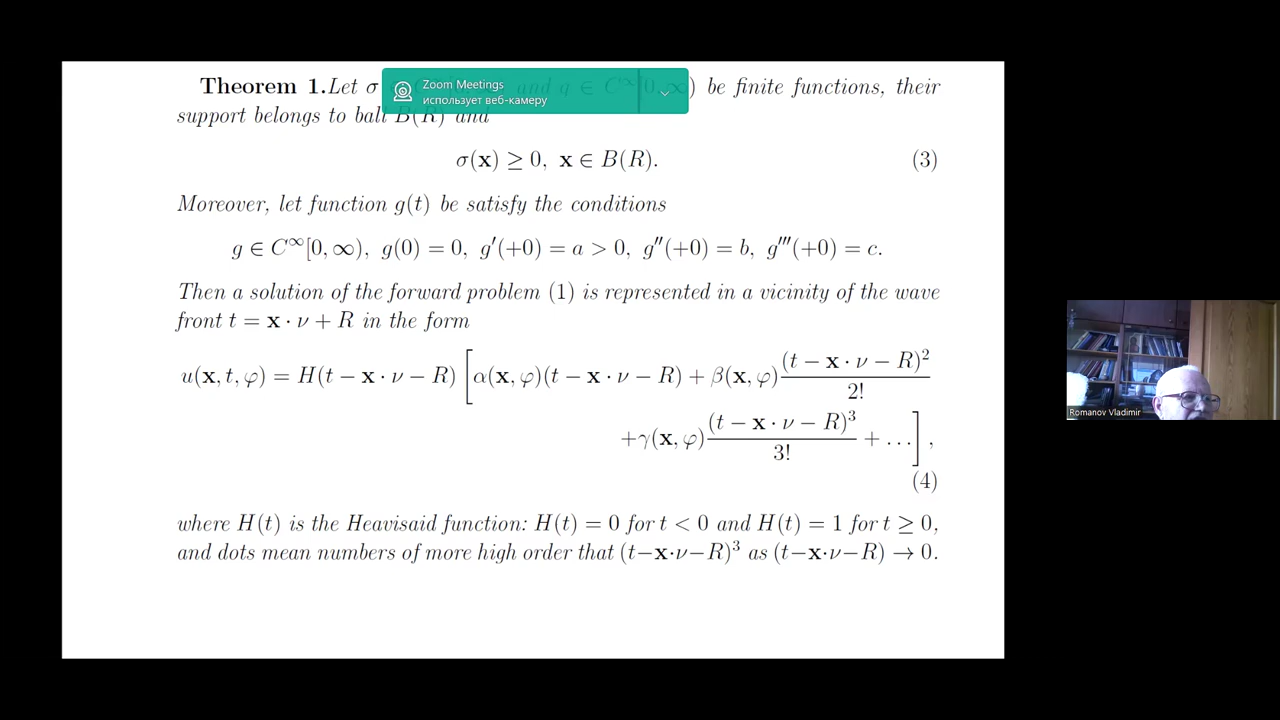 Theorem 1. Let σ and q ∈ C^∞[0, ∞) be finite functions, their
Zoom Meetings
использует веб-камеру
support belongs to ball B(R) and
σ(x) ≥ 0, x ∈ B(R). (3)
Moreover, let function g(t) be satisfy the conditions
g ∈ C^∞[0, ∞), g(0) = 0, g′(+0) = a > 0, g″(+0) = b, g‴(+0) = c.
Then a solution of the forward problem (1) is represented in a vicinity of the wave
front t = x · ν + R in the form
u(x, t, φ) = H(t − x · ν − R) [α(x, φ)(t − x · ν − R) + β(x, φ) (t − x · ν − R)^2 / 2!
+γ(x, φ) (t − x · ν − R)^3 / 3! + . . .] ,
(4)
where H(t) is the Heavisaid function: H(t) = 0 for t < 0 and H(t) = 1 for t ≥ 0,
and dots mean numbers of more high order that (t−x·ν−R)^3 as (t−x·ν−R) → 0.
Romanov Vladimir